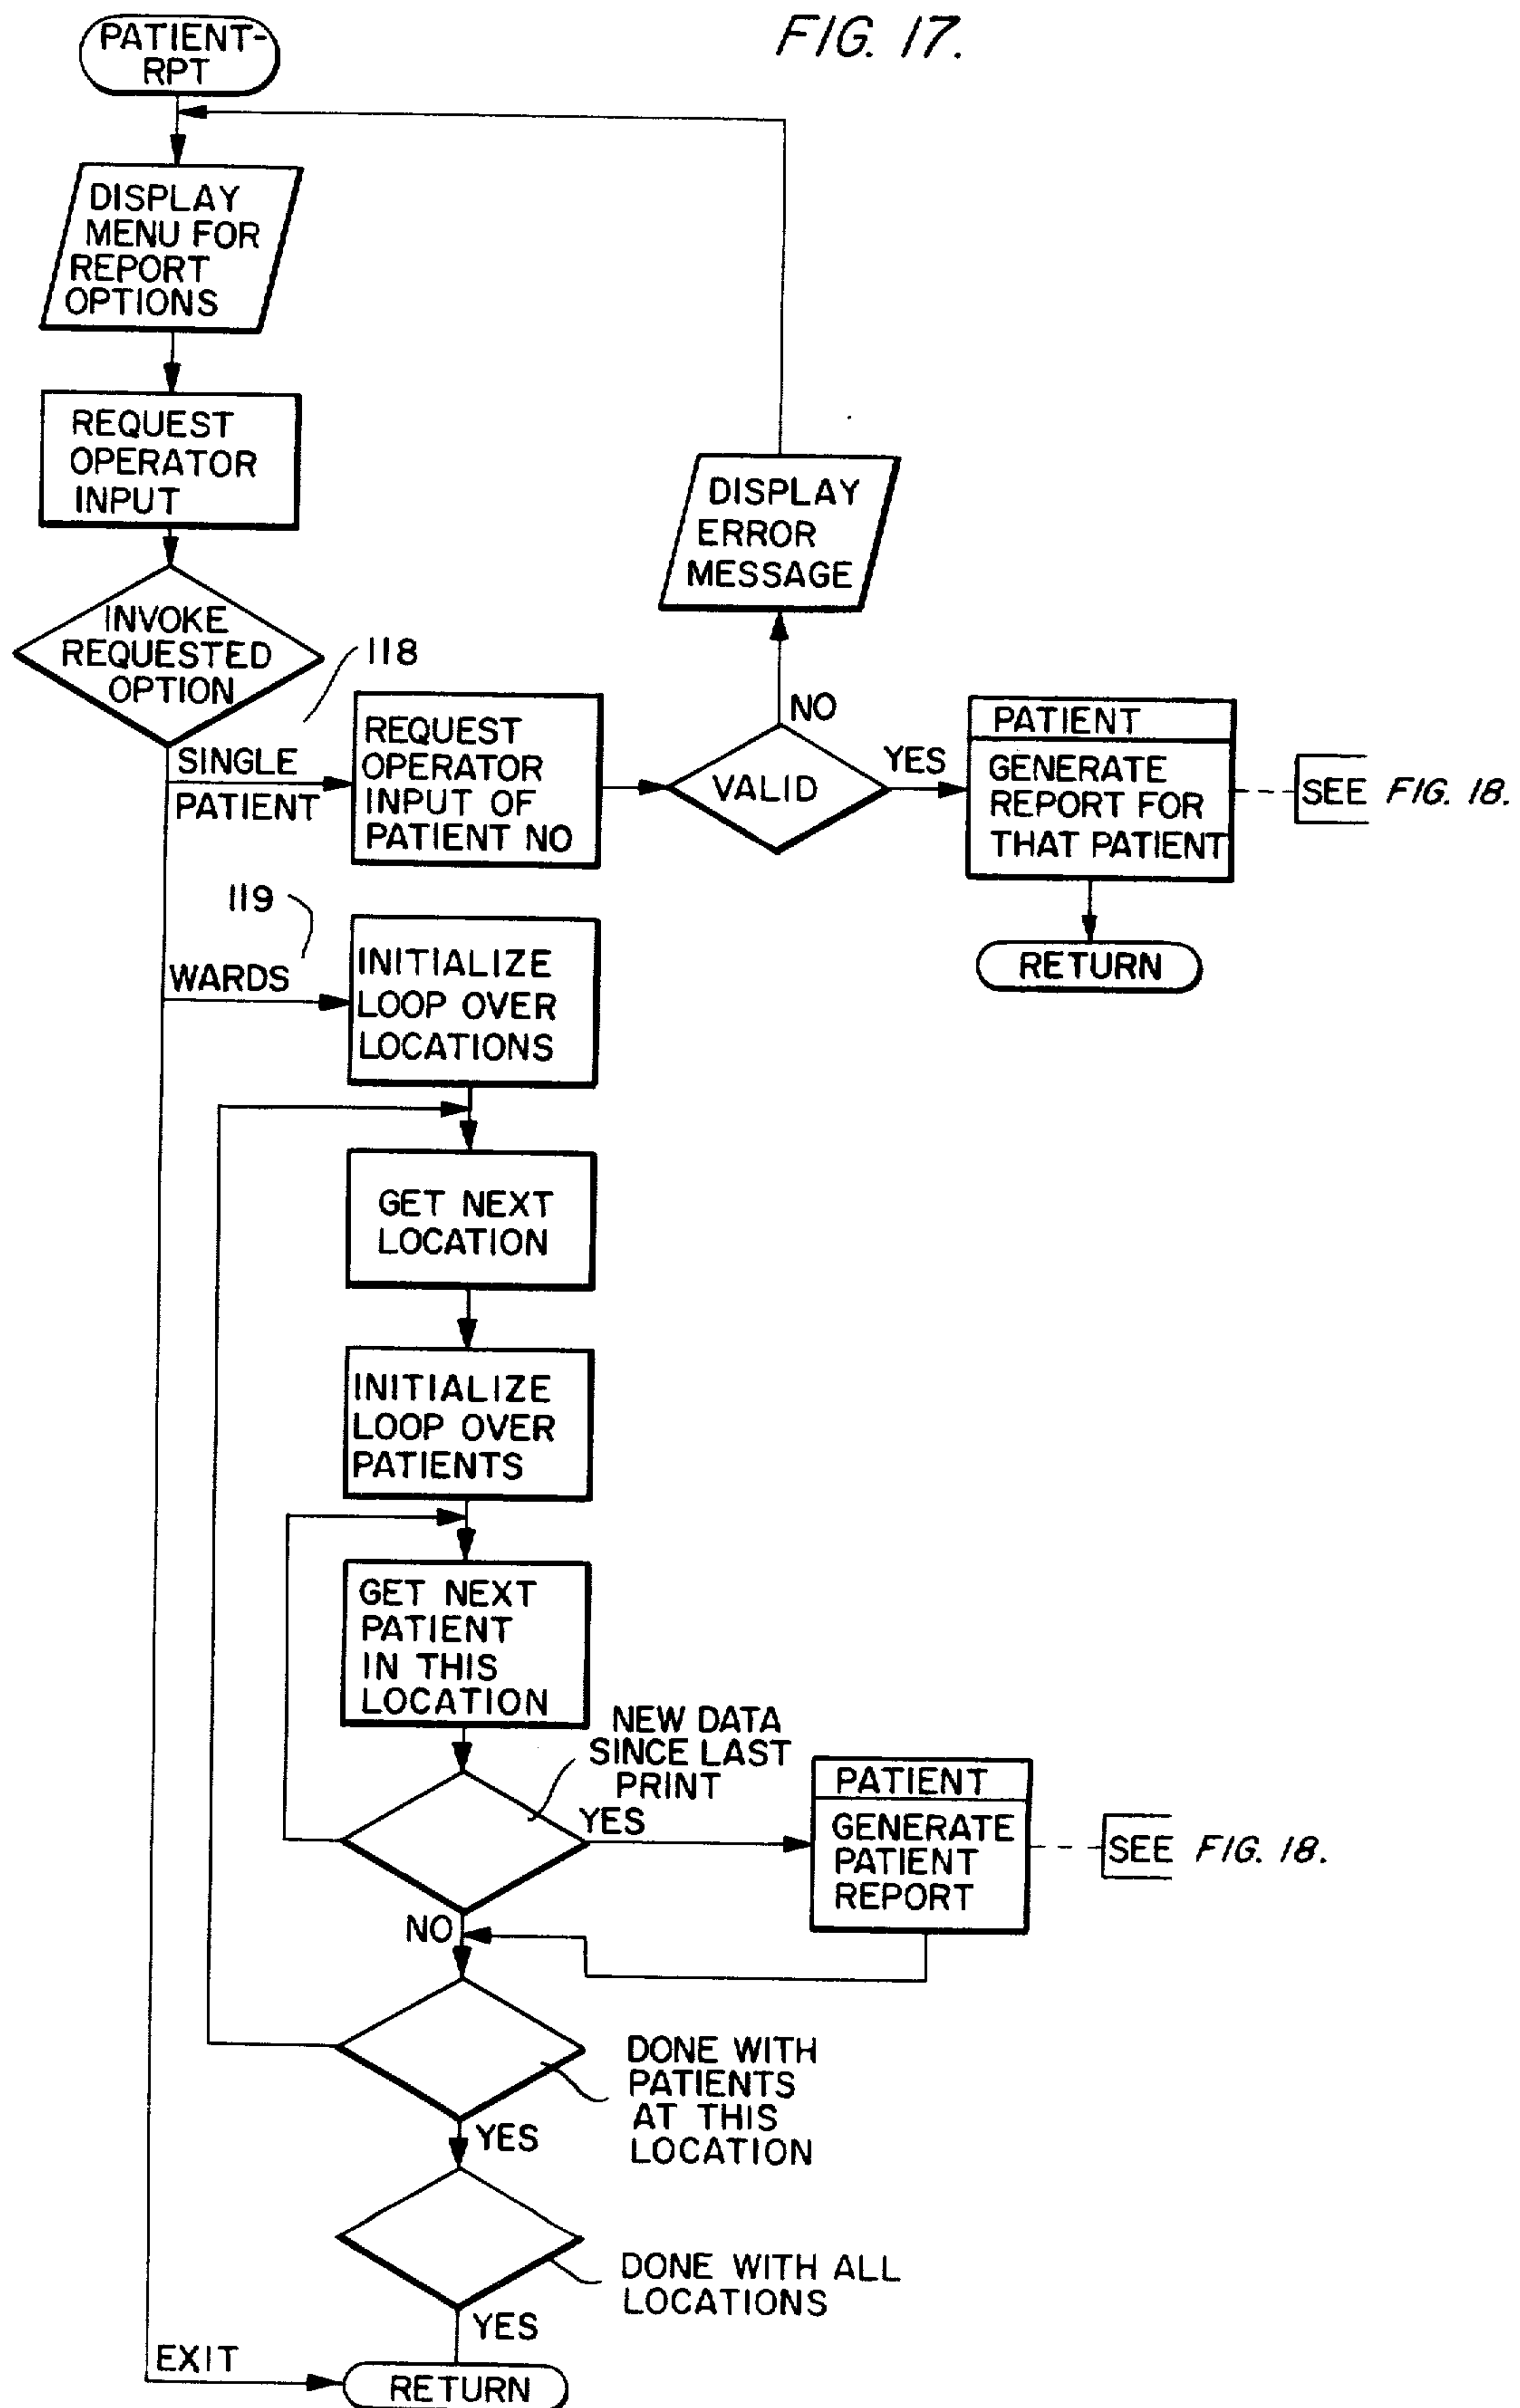 FIG. 17.
PATIENT-
RPT
DISPLAY
MENU FOR
REPORT
OPTIONS
REQUEST
OPERATOR
INPUT
INVOKE
REQUESTED
OPTION
118
SINGLE
PATIENT
REQUEST
OPERATOR
INPUT OF
PATIENT NO
VALID
NO
DISPLAY
ERROR
MESSAGE
YES
PATIENT
GENERATE
REPORT FOR
THAT PATIENT
SEE FIG. 18.
RETURN
119
WARDS
INITIALIZE
LOOP OVER
LOCATIONS
GET NEXT
LOCATION
INITIALIZE
LOOP OVER
PATIENTS
GET NEXT
PATIENT
IN THIS
LOCATION
NEW DATA
SINCE LAST
PRINT
YES
PATIENT
GENERATE
PATIENT
REPORT
SEE FIG. 18.
NO
DONE WITH
PATIENTS
AT THIS
LOCATION
YES
DONE WITH ALL
LOCATIONS
YES
EXIT
RETURN